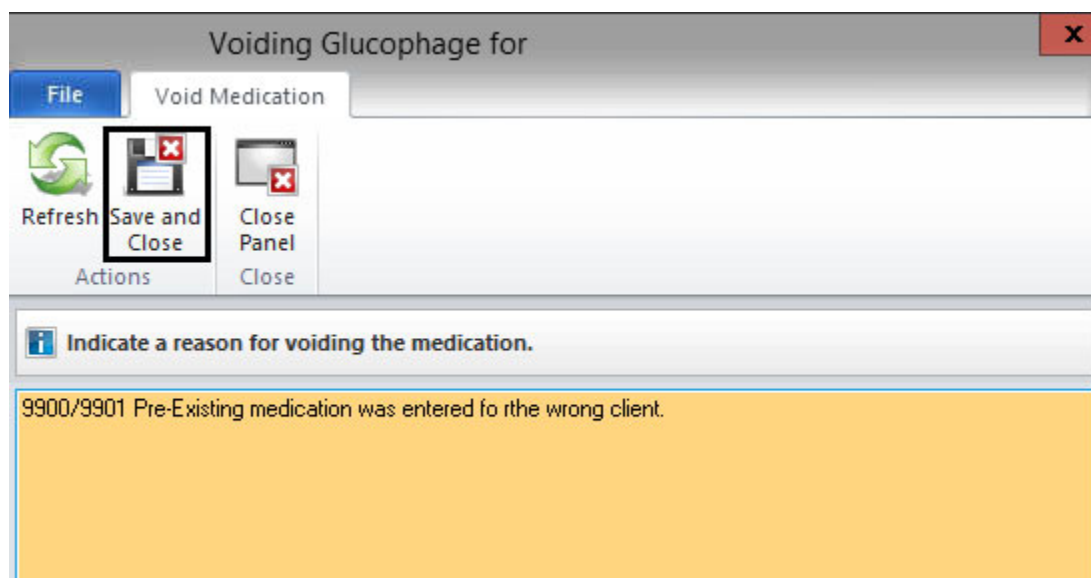 Voiding Glucophage for
x
File
Void Medication
Refresh
Save and
Close
Close
Panel
Actions
Close
Indicate a reason for voiding the medication.
9900/9901 Pre-Existing medication was entered fo rthe wrong client.